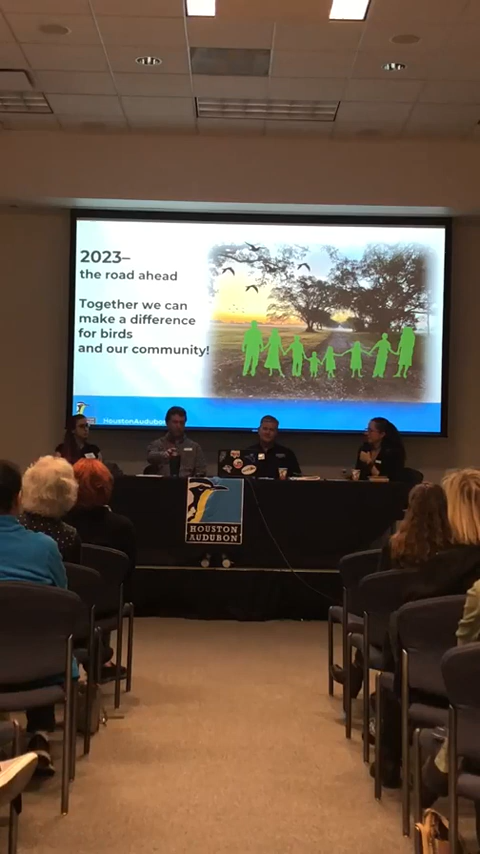 2023–
the road ahead
Together we can
make a difference
for birds
and our community!
HoustonAudubon
HOUSTON
AUDUBON